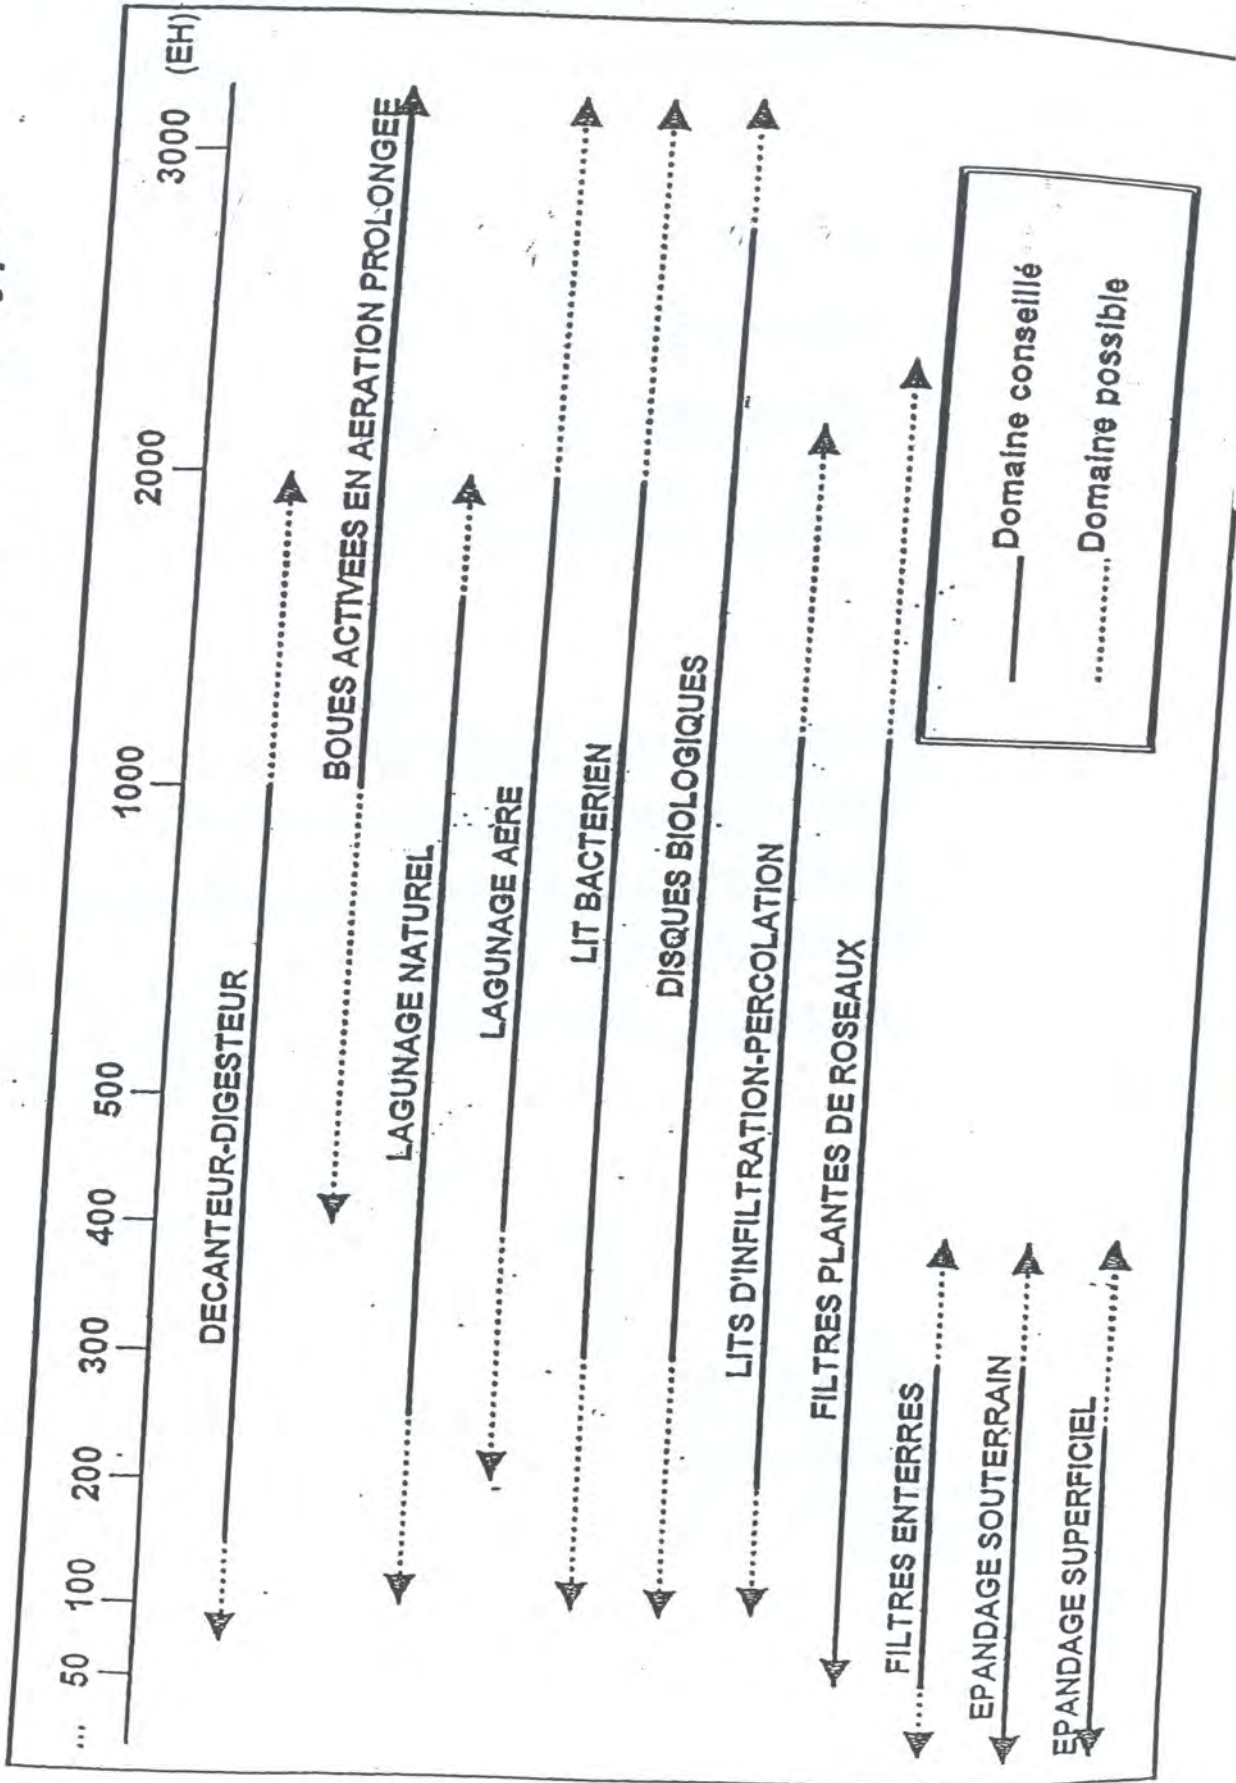 ... 50 100 200 300 400 500 1000 2000 3000 (EH)
DECANTEUR-DIGESTEUR
BOUES ACTIVEES EN AERATION PROLONGEE
LAGUNAGE NATUREL
LAGUNAGE AERE
LIT BACTERIEN
DISQUES BIOLOGIQUES
LITS D'INFILTRATION-PERCOLATION
FILTRES PLANTES DE ROSEAUX
FILTRES ENTERRES
EPANDAGE SOUTERRAIN
EPANDAGE SUPERFICIEL
Domaine conseillé
Domaine possible